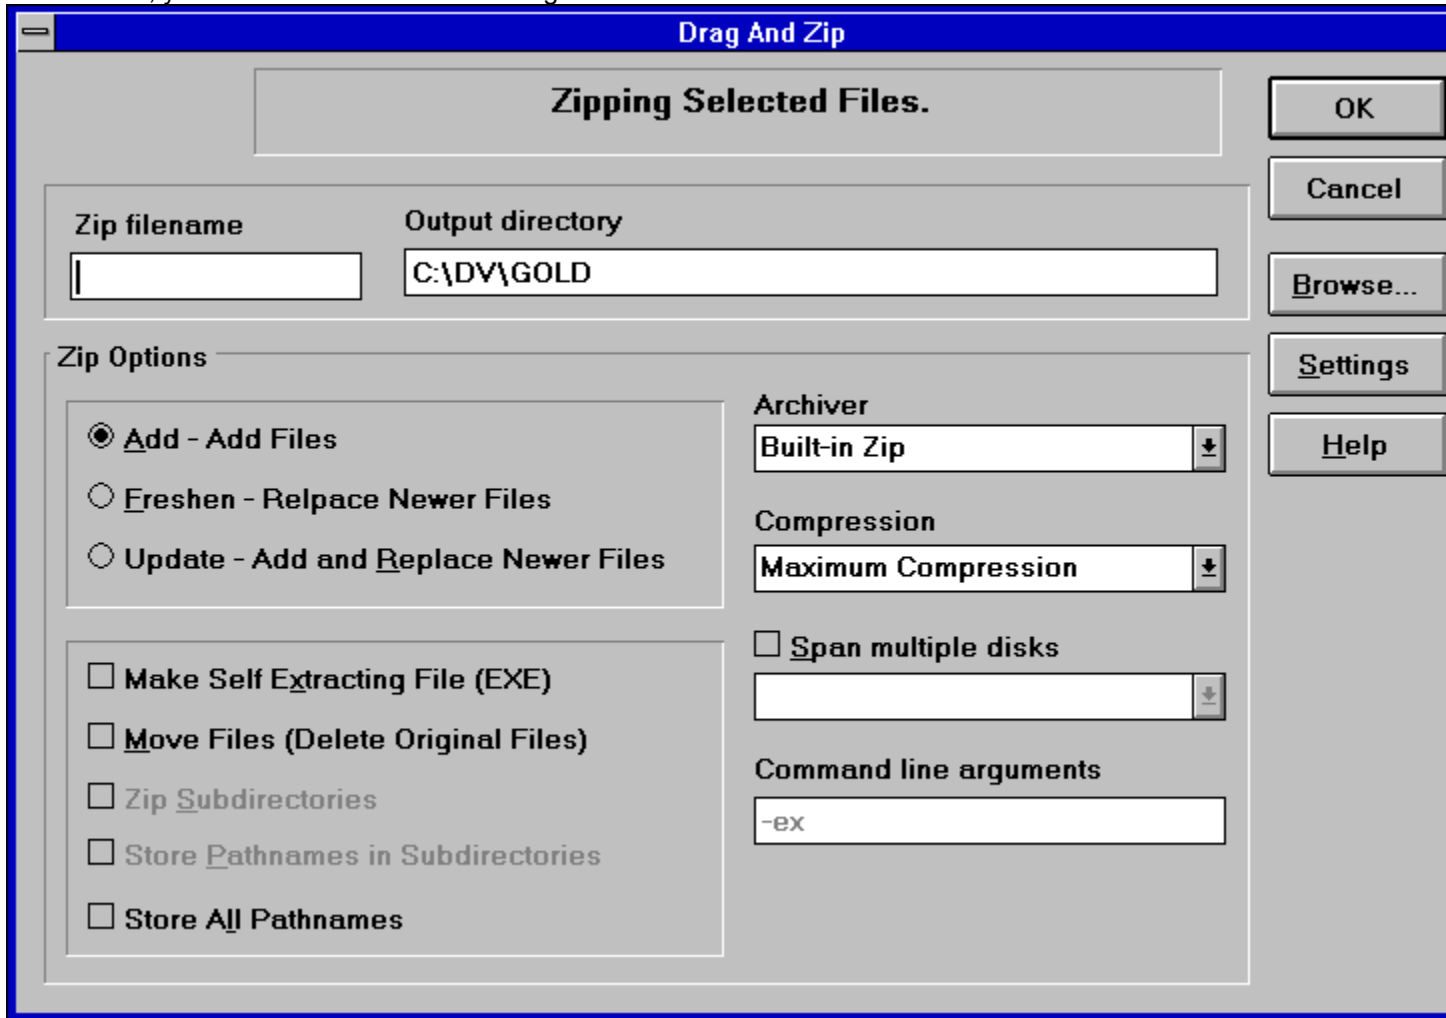 Drag And Zip
Zipping Selected Files.
OK
Cancel
Zip filename
Output directory
C:\DV\GOLD
Browse...
Settings
Help
Zip Options
Add - Add Files
Freshen - Relpace Newer Files
Update - Add and Replace Newer Files
Make Self Extracting File (EXE)
Move Files (Delete Original Files)
Zip Subdirectories
Store Pathnames in Subdirectories
Store All Pathnames
Archiver
Built-in Zip
Compression
Maximum Compression
Span multiple disks
Command line arguments
-ex